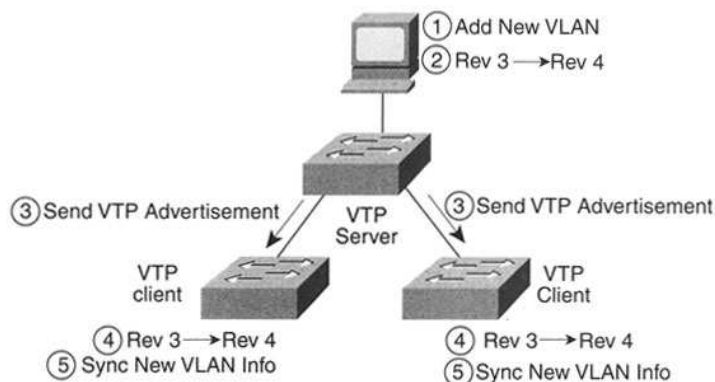 ① Add New VLAN
② Rev 3 → Rev 4
③ Send VTP Advertisement
VTP
Server
③ Send VTP Advertisement
VTP
client
VTP
Client
④ Rev 3 → Rev 4
⑤ Sync New VLAN Info
④ Rev 3 → Rev 4
⑤ Sync New VLAN Info